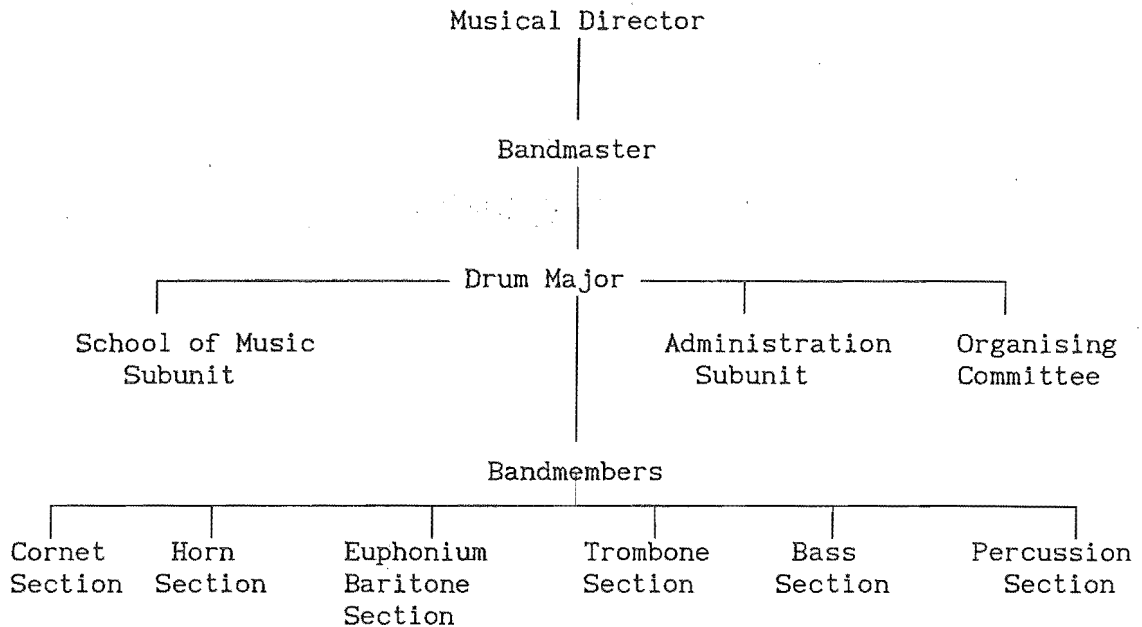 Musical Director
Bandmaster
Drum Major
School of Music
Subunit
Administration
Subunit
Organising
Committee
Bandmembers
Cornet
Section
Horn
Section
Euphonium
Baritone
Section
Trombone
Section
Bass
Section
Percussion
Section